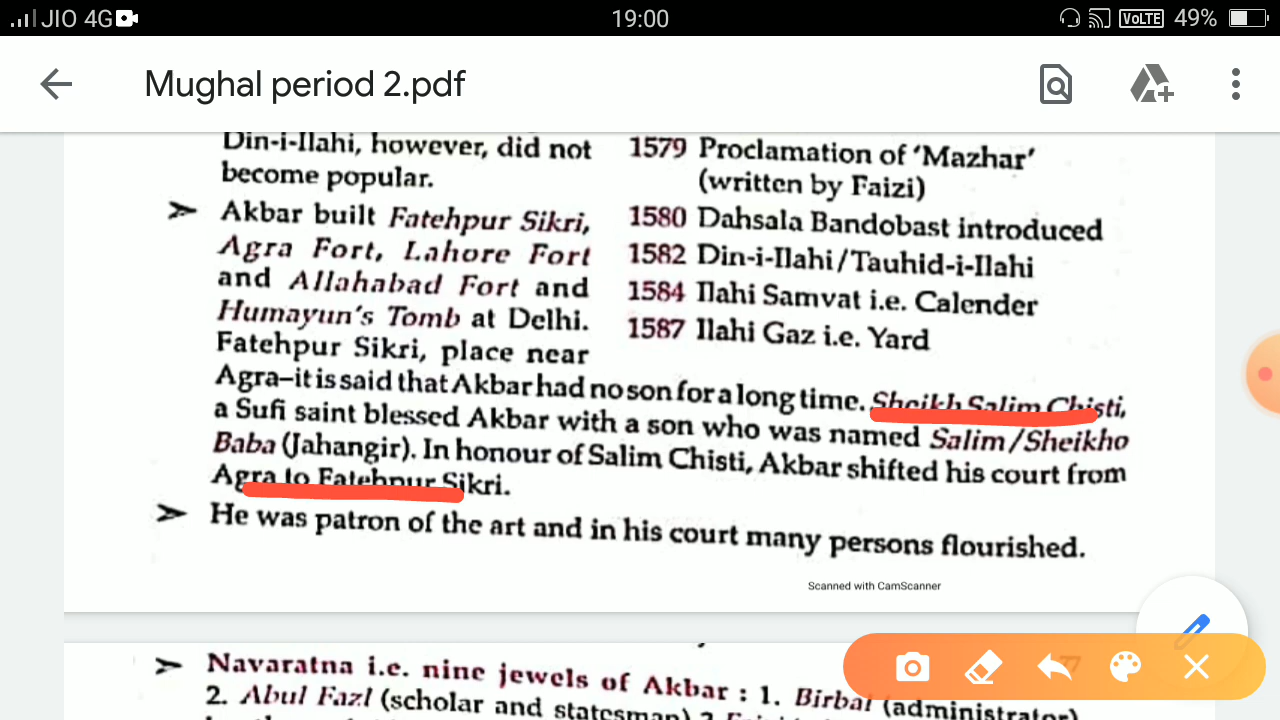 JIO 4G 19:00 VoLTE 49%
Mughal period 2.pdf
Din-i-Ilahi, however, did not
become popular.
➢ Akbar built Fatehpur Sikri,
Agra Fort, Lahore Fort
and Allahabad Fort and
Humayun's Tomb at Delhi.
Fatehpur Sikri, place near
1579 Proclamation of 'Mazhar'
(written by Faizi)
1580 Dahsala Bandobast introduced
1582 Din-i-Ilahi/Tauhid-i-Ilahi
1584 Ilahi Samvat i.e. Calender
1587 Ilahi Gaz i.e. Yard
Agra–it is said that Akbar had no son for a long time. Sheikh Salim Chisti,
a Sufi saint blessed Akbar with a son who was named Salim/Sheikho
Baba (Jahangir). In honour of Salim Chisti, Akbar shifted his court from
Agra to Fatehpur Sikri.
➢ He was patron of the art and in his court many persons flourished.
Scanned with CamScanner
➢ Navaratna i.e. nine jewels of Akbar : 1. Birbal (administrator)
2. Abul Fazl (scholar and statesman)